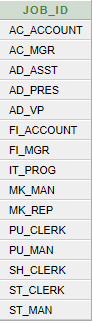 JOB_ID
AC_ACCOUNT
AC_MGR
AD_ASST
AD_PRES
AD_VP
FI_ACCOUNT
FI_MGR
IT_PROG
MK_MAN
MK_REP
PU_CLERK
PU_MAN
SH_CLERK
ST_CLERK
ST_MAN